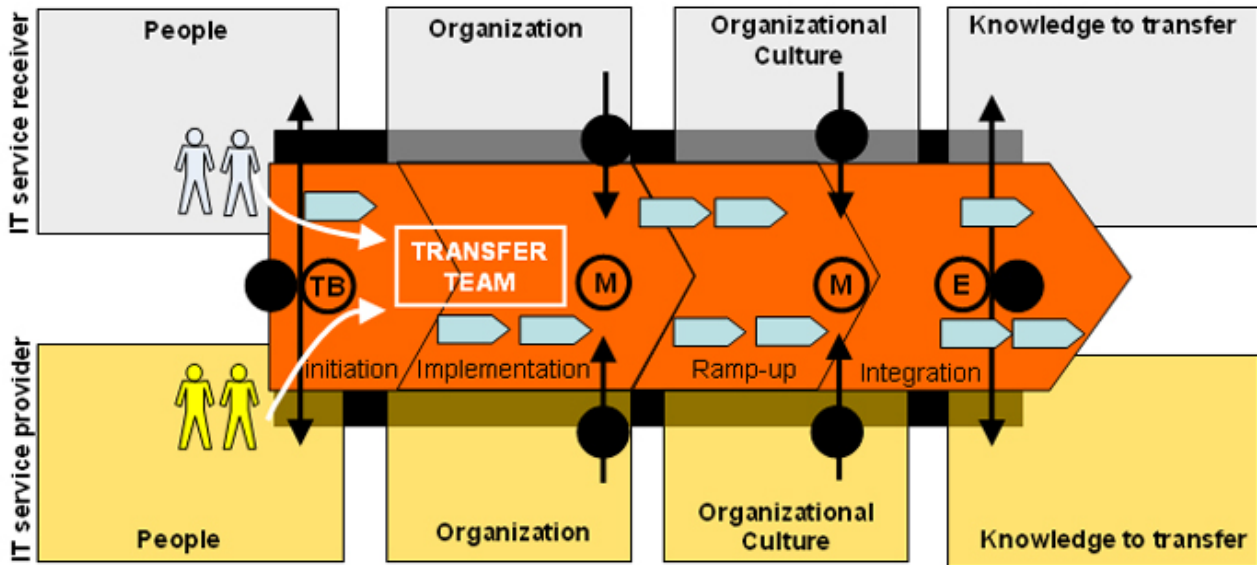 IT service receiver
People
Organization
Organizational
Culture
Knowledge to transfer
TRANSFER
TEAM
TB
M
M
E
initiation
Implementation
Ramp-up
Integration
IT service provider
People
Organization
Organizational
Culture
Knowledge to transfer